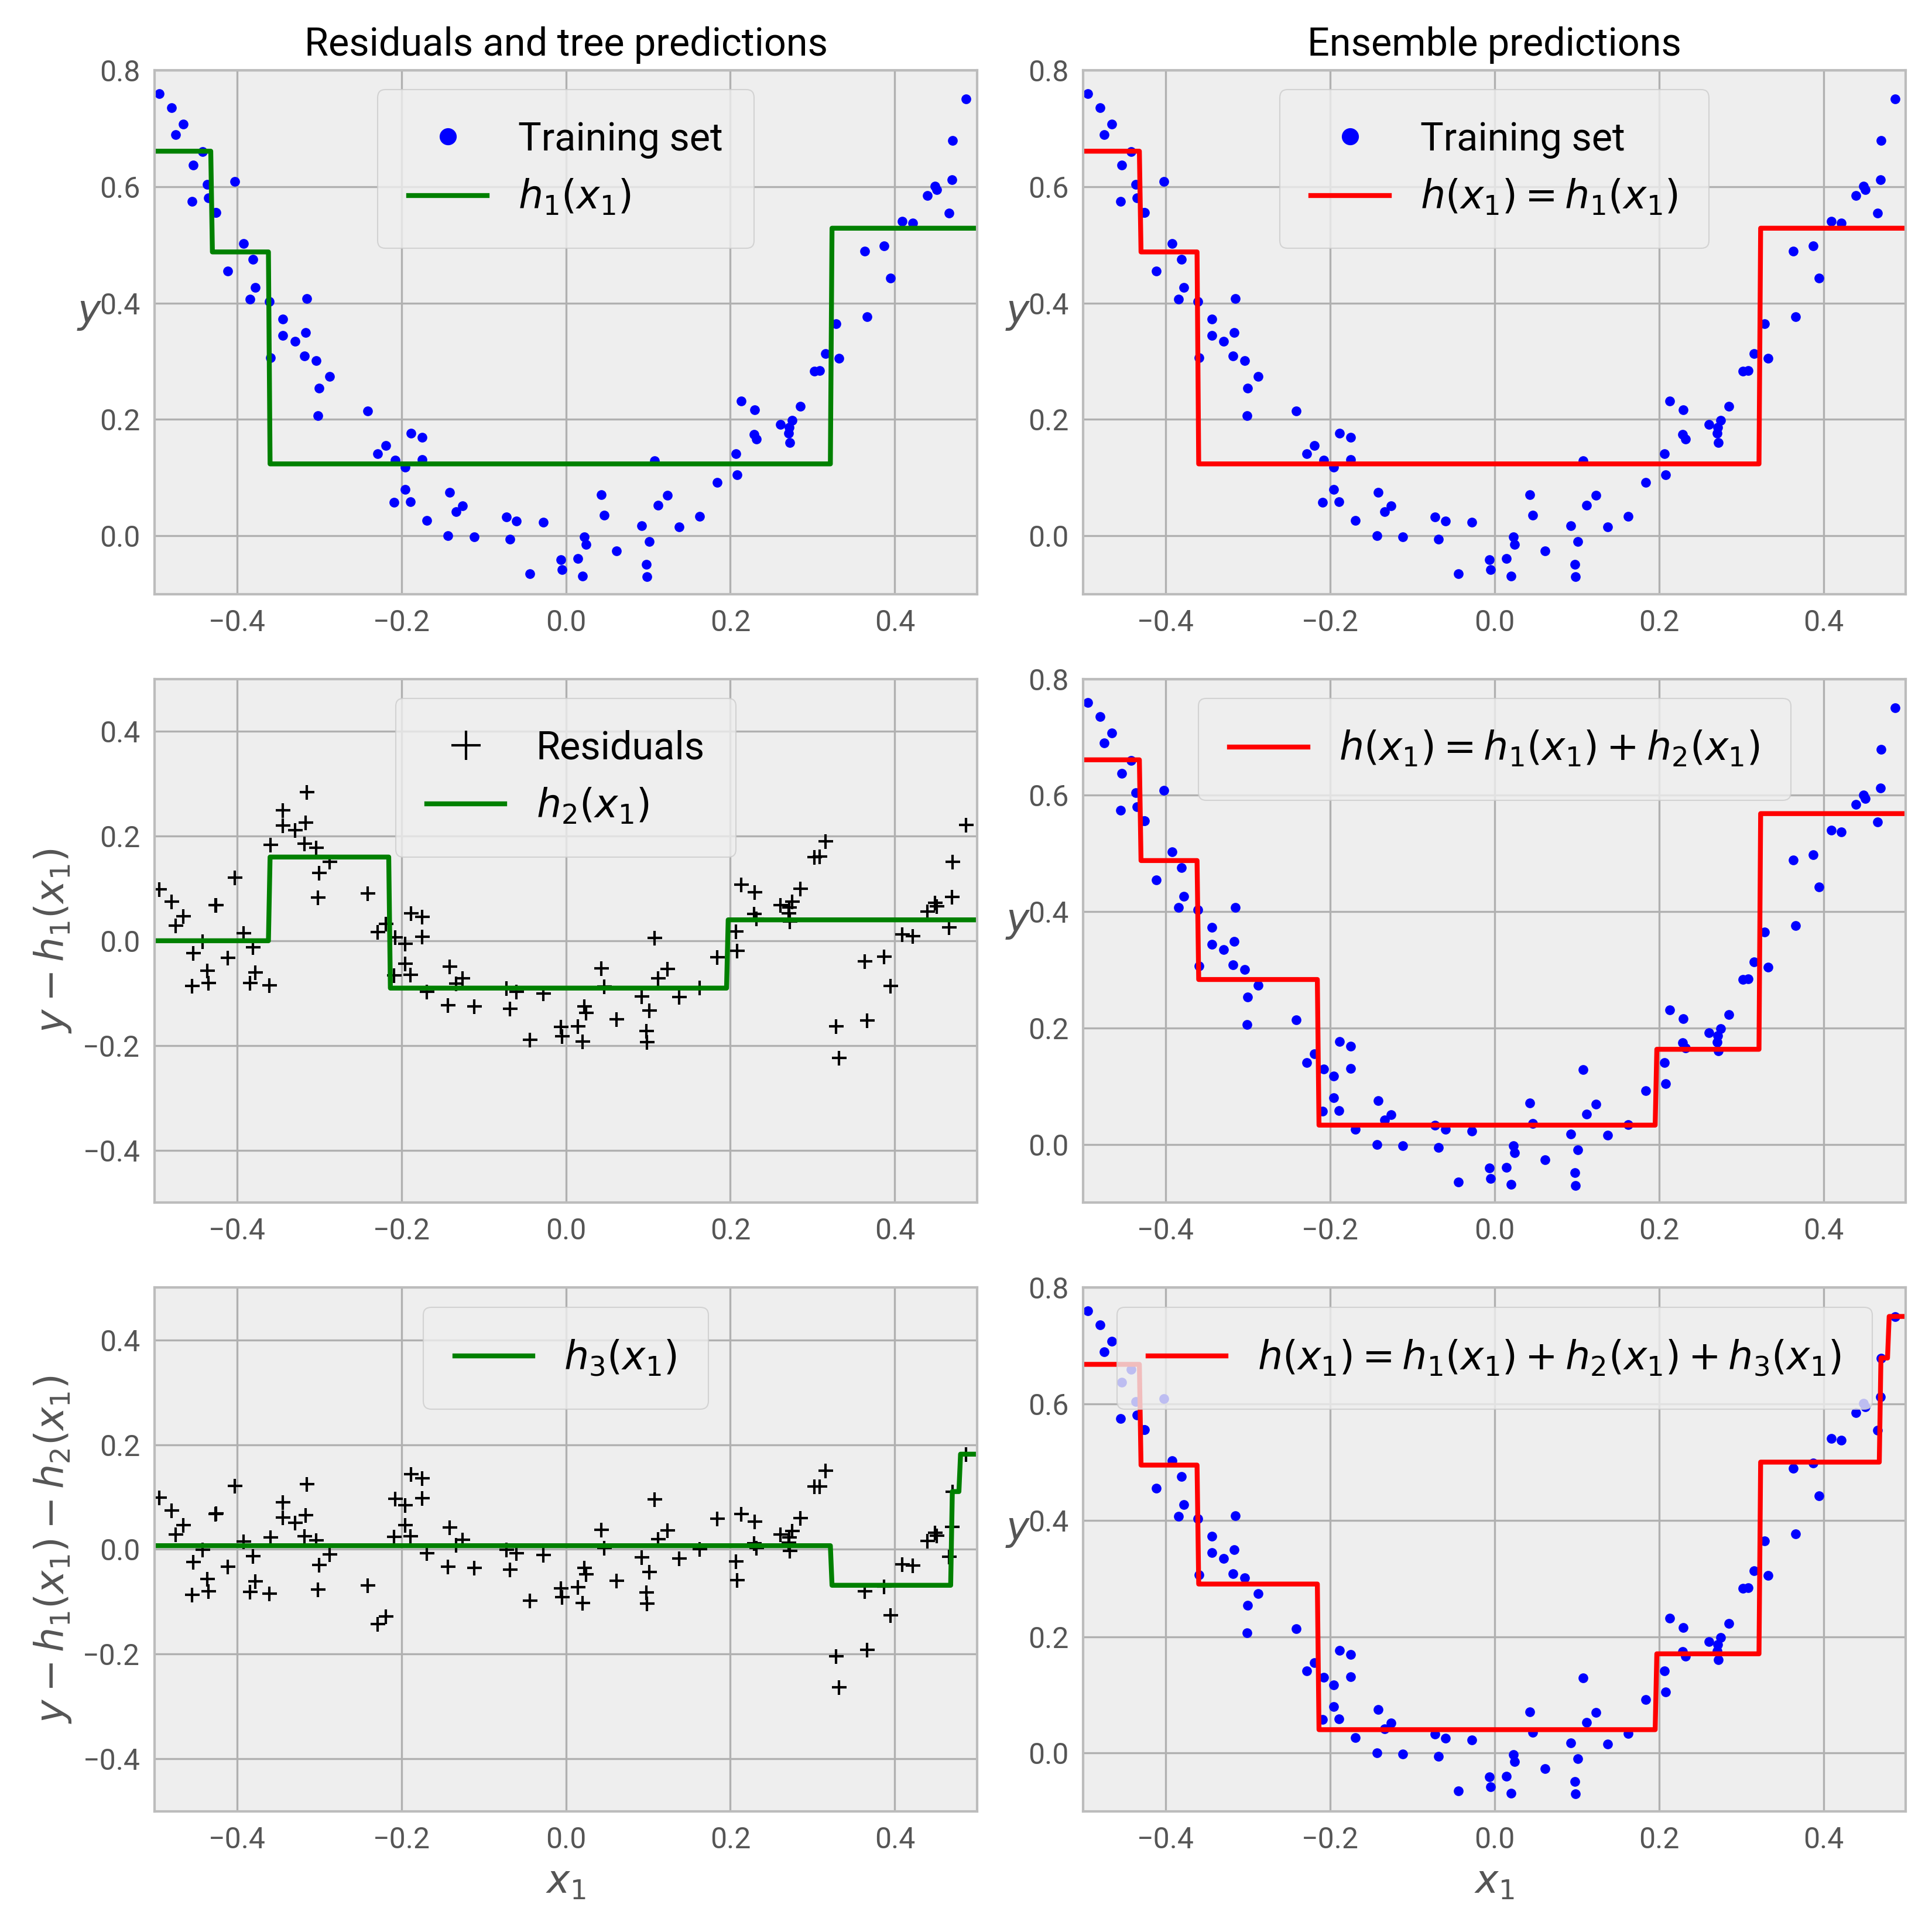 Residuals and tree predictions
Ensemble predictions
0.8
0.6
0.4
0.2
0.0
y
Training set
h₁(x₁)
−0.4 −0.2 0.0 0.2 0.4
0.8
0.6
0.4
0.2
0.0
y
Training set
h(x₁) = h₁(x₁)
−0.4 −0.2 0.0 0.2 0.4
0.4
0.2
0.0
−0.2
−0.4
y − h₁(x₁)
Residuals
h₂(x₁)
−0.4 −0.2 0.0 0.2 0.4
0.8
0.6
0.4
0.2
0.0
y
h(x₁) = h₁(x₁) + h₂(x₁)
−0.4 −0.2 0.0 0.2 0.4
0.4
0.2
0.0
−0.2
−0.4
y − h₁(x₁) − h₂(x₁)
h₃(x₁)
−0.4 −0.2 0.0 0.2 0.4
x₁
0.8
0.6
0.4
0.2
0.0
y
h(x₁) = h₁(x₁) + h₂(x₁) + h₃(x₁)
−0.4 −0.2 0.0 0.2 0.4
x₁